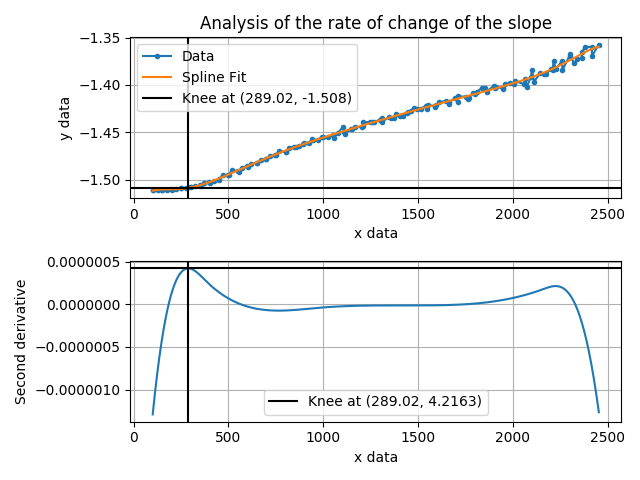 Analysis of the rate of change of the slope
−1.35
−1.40
−1.45
−1.50
y data
Data
Spline Fit
Knee at (289.02, -1.508)
0 500 1000 1500 2000 2500
x data
0.0000005
0.0000000
−0.0000005
−0.0000010
Second derivative
Knee at (289.02, 4.2163)
0 500 1000 1500 2000 2500
x data